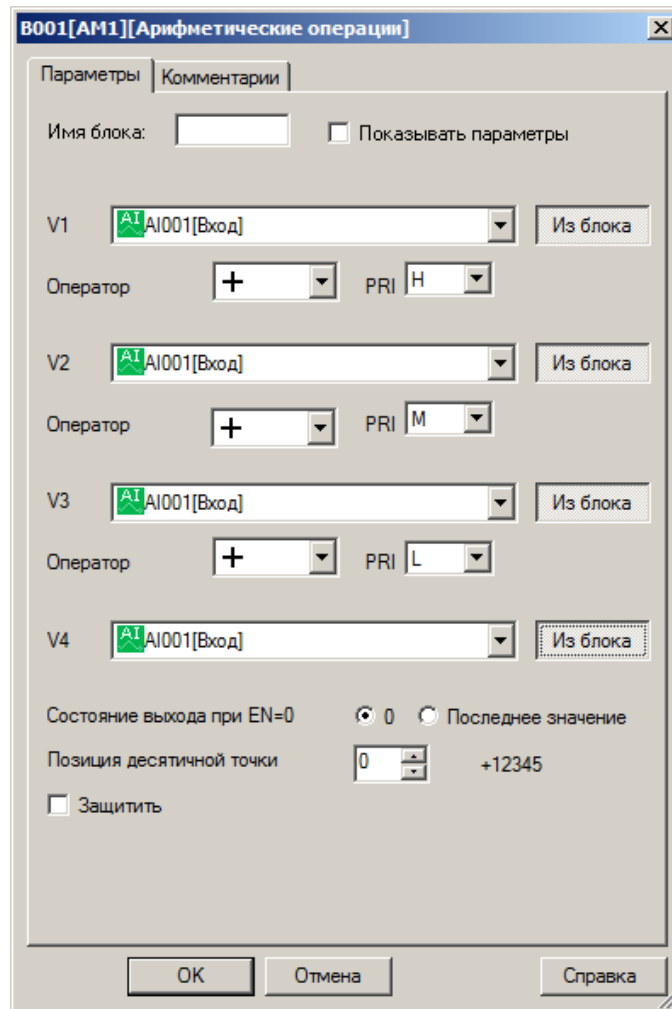 B001[AM1][Арифметические операции]
Параметры Комментарии
Имя блока: Показывать параметры
V1 AI AI001[Вход] Из блока
Оператор + PRI H
V2 AI AI001[Вход] Из блока
Оператор + PRI M
V3 AI AI001[Вход] Из блока
Оператор + PRI L
V4 AI AI001[Вход] Из блока
Состояние выхода при EN=0 0 Последнее значение
Позиция десятичной точки 0 +12345
Защитить
OK Отмена Справка